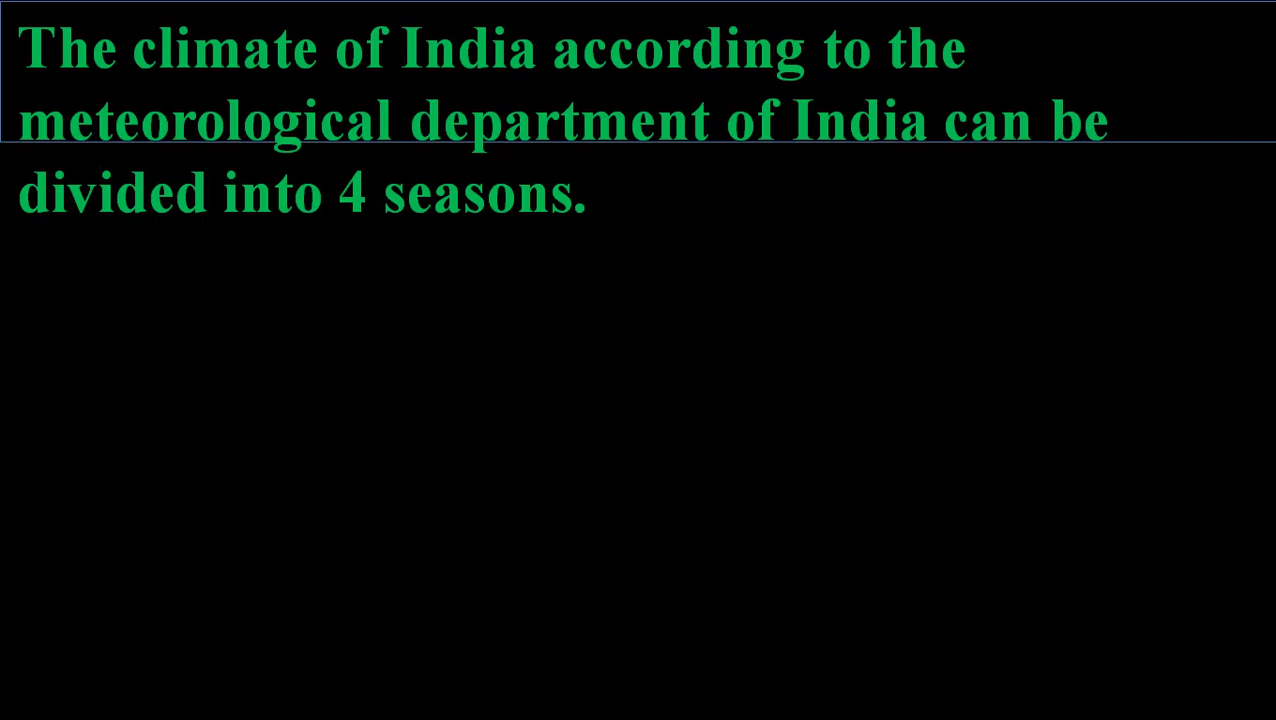 The climate of India according to the
meteorological department of India can be
divided into 4 seasons.